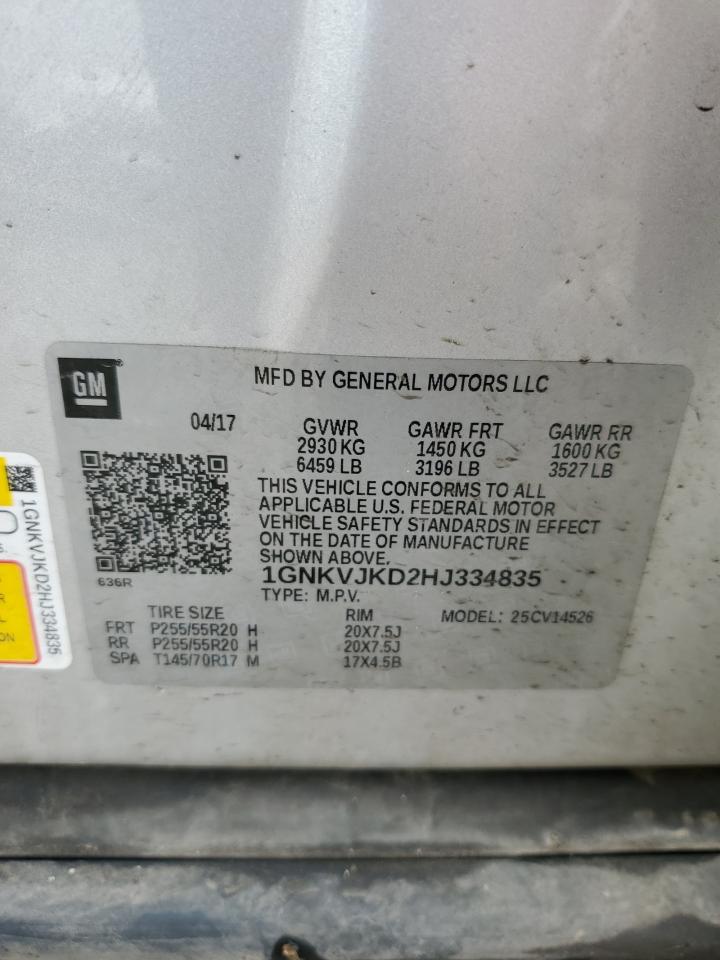 GM
MFD BY GENERAL MOTORS LLC
04/17 GVWR GAWR FRT GAWR RR
2930 KG 1450 KG 1600 KG
6459 LB 3196 LB 3527 LB
THIS VEHICLE CONFORMS TO ALL
APPLICABLE U.S. FEDERAL MOTOR
VEHICLE SAFETY STANDARDS IN EFFECT
ON THE DATE OF MANUFACTURE
SHOWN ABOVE.
636R
1GNKVJKD2HJ334835
TYPE: M.P.V.
TIRE SIZE RIM MODEL: 25CV14526
FRT P255/55R20 H 20X7.5J
RR P255/55R20 H 20X7.5J
SPA T145/70R17 M 17X4.5B
1GNKVJKD2HJ334835